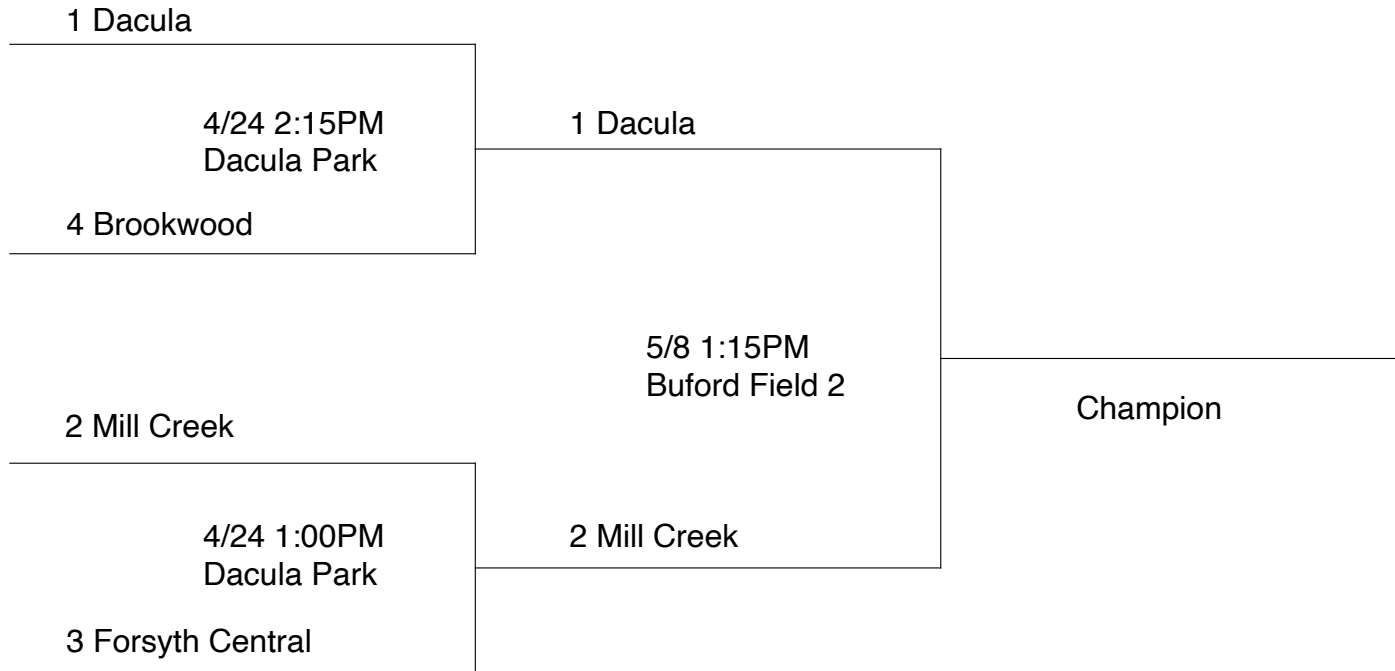 1 Dacula
4/24 2:15PM
Dacula Park
1 Dacula
4 Brookwood
5/8 1:15PM
Buford Field 2
Champion
2 Mill Creek
4/24 1:00PM
Dacula Park
2 Mill Creek
3 Forsyth Central